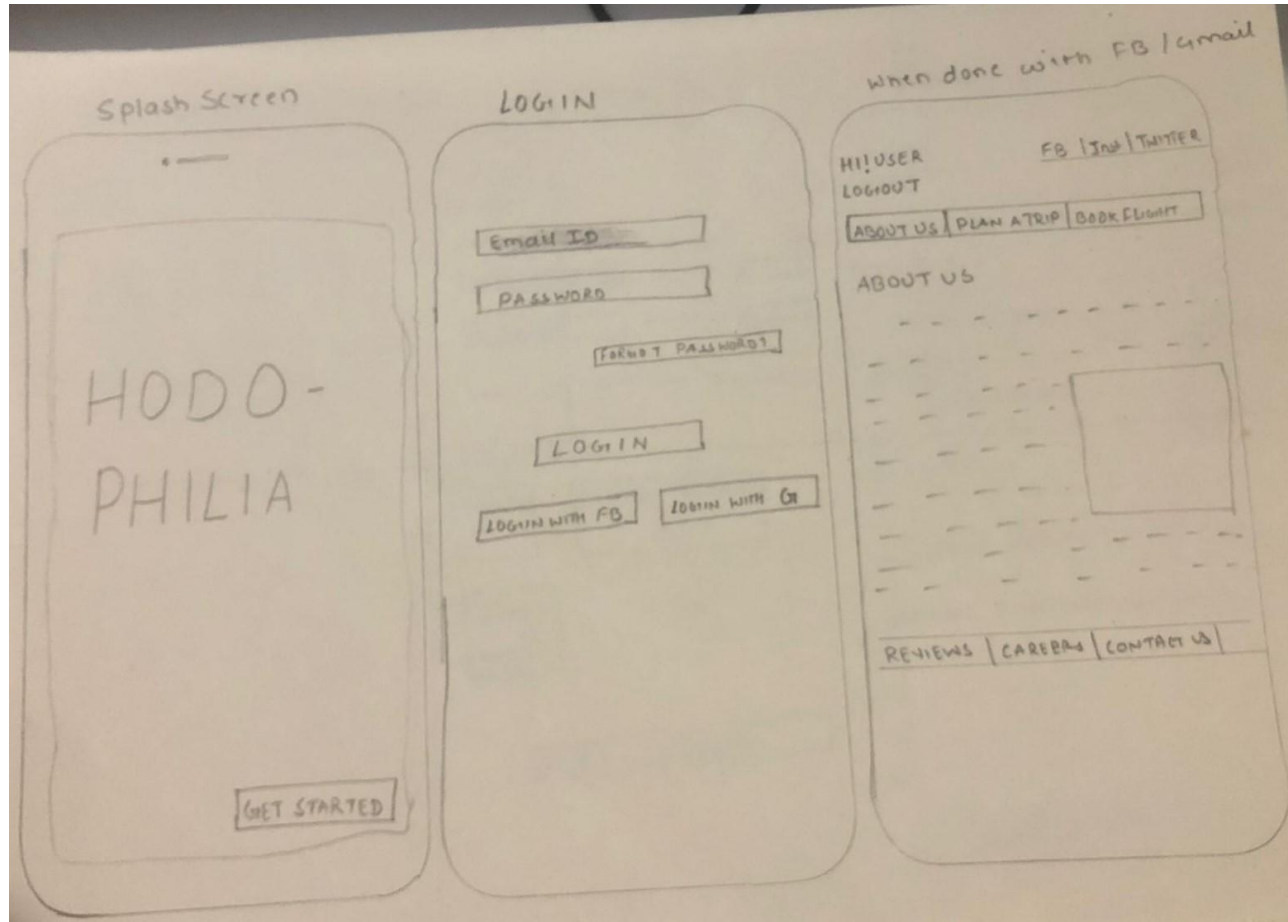 Splash Screen
HODO-
PHILIA
GET STARTED
LOGIN
Email ID
PASSWORD
FORGOT PASSWORD?
LOGIN
LOGIN WITH FB
LOGIN WITH G
When done with FB / Gmail
HI! USER
FB | Inst | TWITTER
LOGOUT
ABOUT US | PLAN A TRIP | BOOK FLIGHT
ABOUT US
REVIEWS | CAREERS | CONTACT US